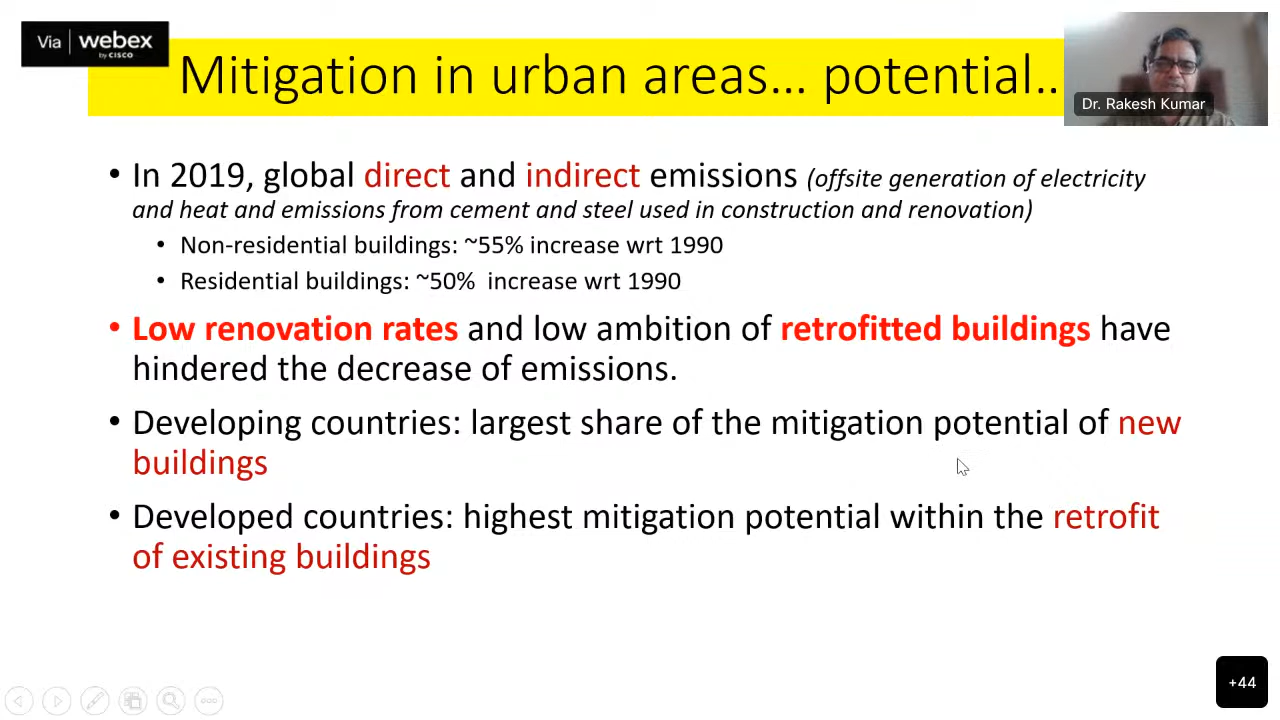 Via webex
by CISCO
Mitigation in urban areas... potential..
Dr. Rakesh Kumar
• In 2019, global direct and indirect emissions (offsite generation of electricity
and heat and emissions from cement and steel used in construction and renovation)
• Non-residential buildings: ~55% increase wrt 1990
• Residential buildings: ~50% increase wrt 1990
• Low renovation rates and low ambition of retrofitted buildings have
hindered the decrease of emissions.
• Developing countries: largest share of the mitigation potential of new
buildings
• Developed countries: highest mitigation potential within the retrofit
of existing buildings
+44